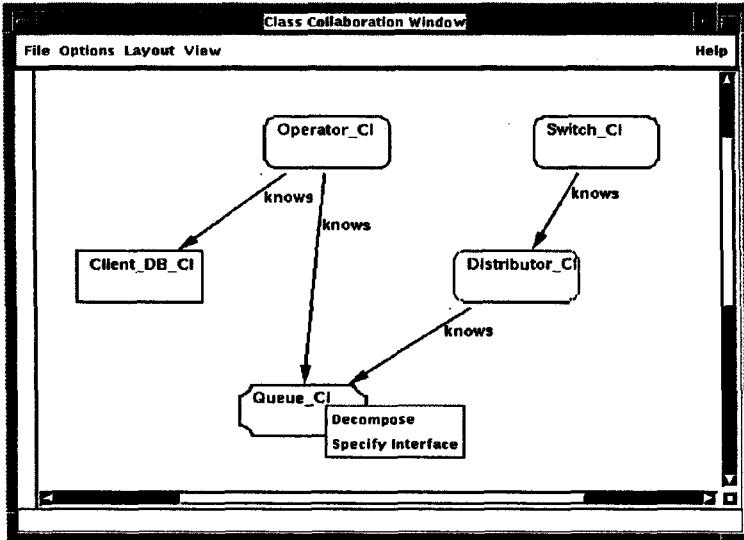 Class Collaboration Window
File Options Layout View Help
Operator_Cl
Switch_Cl
knows
knows
knows
Client_DB_Cl
Distributor_Cl
knows
Queue_Cl
Decompose
Specify Interface